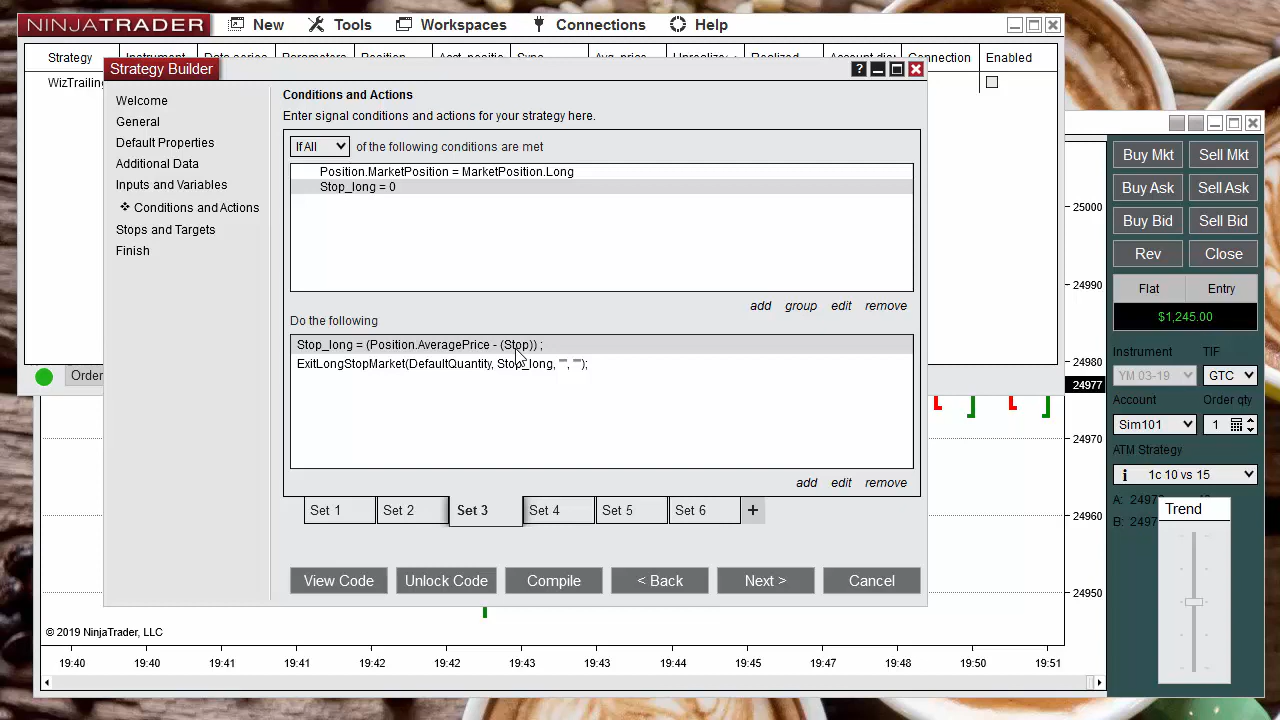 NINJATRADER New Tools Workspaces Connections Help
Strategy
WizTrailing
Enabled
Strategy Builder
?
Welcome
General
Default Properties
Additional Data
Inputs and Variables
Conditions and Actions
Stops and Targets
Finish
Conditions and Actions
Enter signal conditions and actions for your strategy here.
If All of the following conditions are met
Position.MarketPosition = MarketPosition.Long
Stop_long = 0
add group edit remove
Do the following
Stop_long = (Position.AveragePrice - (Stop)) ;
ExitLongStopMarket(DefaultQuantity, Stop_long, "", "");
add edit remove
Set 1 Set 2 Set 3 Set 4 Set 5 Set 6 +
View Code Unlock Code Compile < Back Next > Cancel
Order
25000
24990
24980
24977
24970
24960
24950
© 2019 NinjaTrader, LLC
19:40 19:40 19:41 19:41 19:42 19:42 19:43 19:43 19:44 19:44 19:47 19:48 19:50 19:51
Buy Mkt Sell Mkt
Buy Ask Sell Ask
Buy Bid Sell Bid
Rev Close
Flat Entry
$1,245.00
Instrument TIF
YM 03-19 GTC
Account Order qty
Sim101 1
ATM Strategy
1c 10 vs 15
A:
B:
Trend